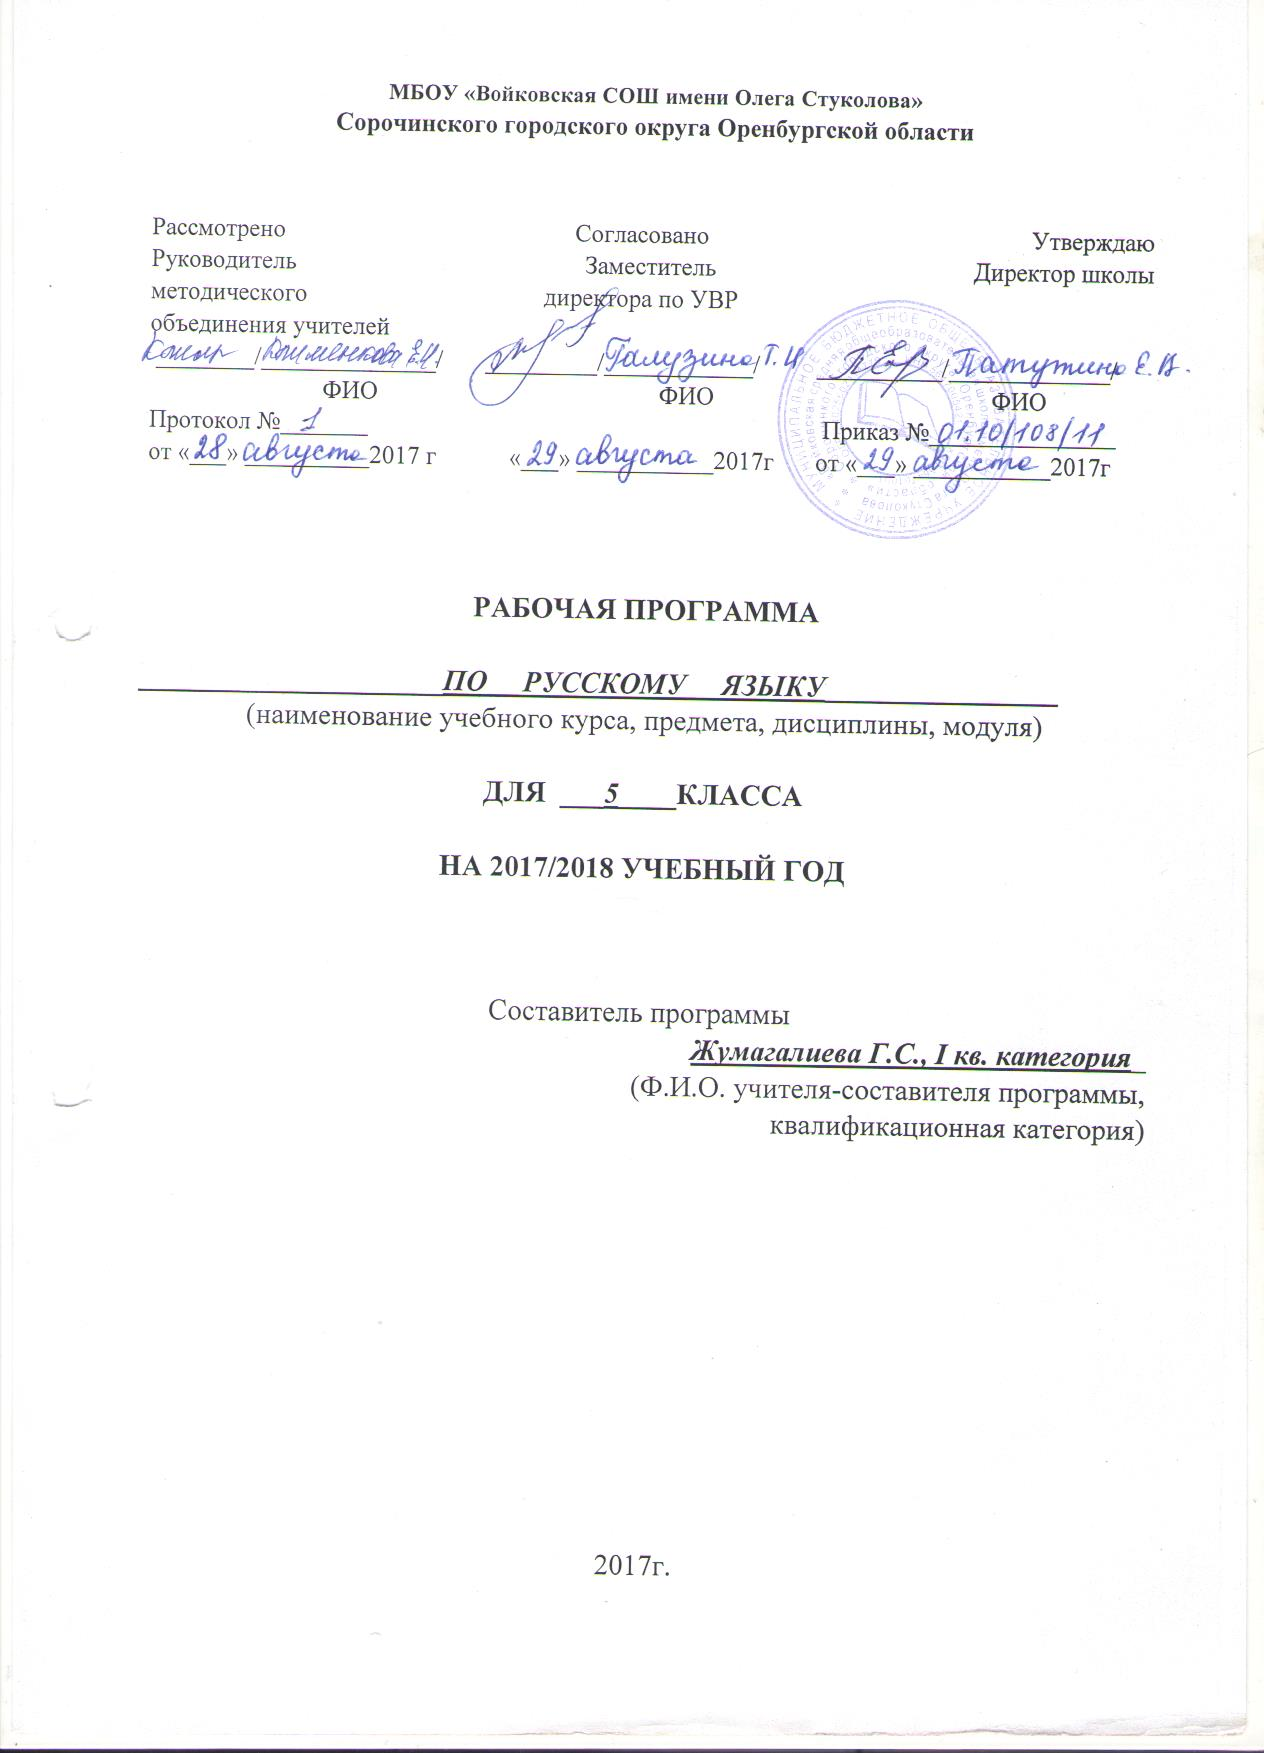 МБОУ «Войковская СОШ имени Олега Стуколова»
Сорочинского городского округа Оренбургской области
Рассмотрено
Руководитель
методического
объединения учителей
/ Е.И./
ФИО
Протокол № 1
от «28» августа 2017 г
Согласовано
Заместитель
директора по УВР
/Галузина/Т.И
ФИО
«29» августа 2017г
Утверждаю
Директор школы
/Патутина Е.В.
ФИО
Приказ № 01.10/108/11
от «29» августа 2017г
РАБОЧАЯ ПРОГРАММА
ПО РУССКОМУ ЯЗЫКУ
(наименование учебного курса, предмета, дисциплины, модуля)
ДЛЯ 5 КЛАССА
НА 2017/2018 УЧЕБНЫЙ ГОД
Составитель программы
Жумагалиева Г.С., I кв. категория
(Ф.И.О. учителя-составителя программы,
квалификационная категория)
2017г.